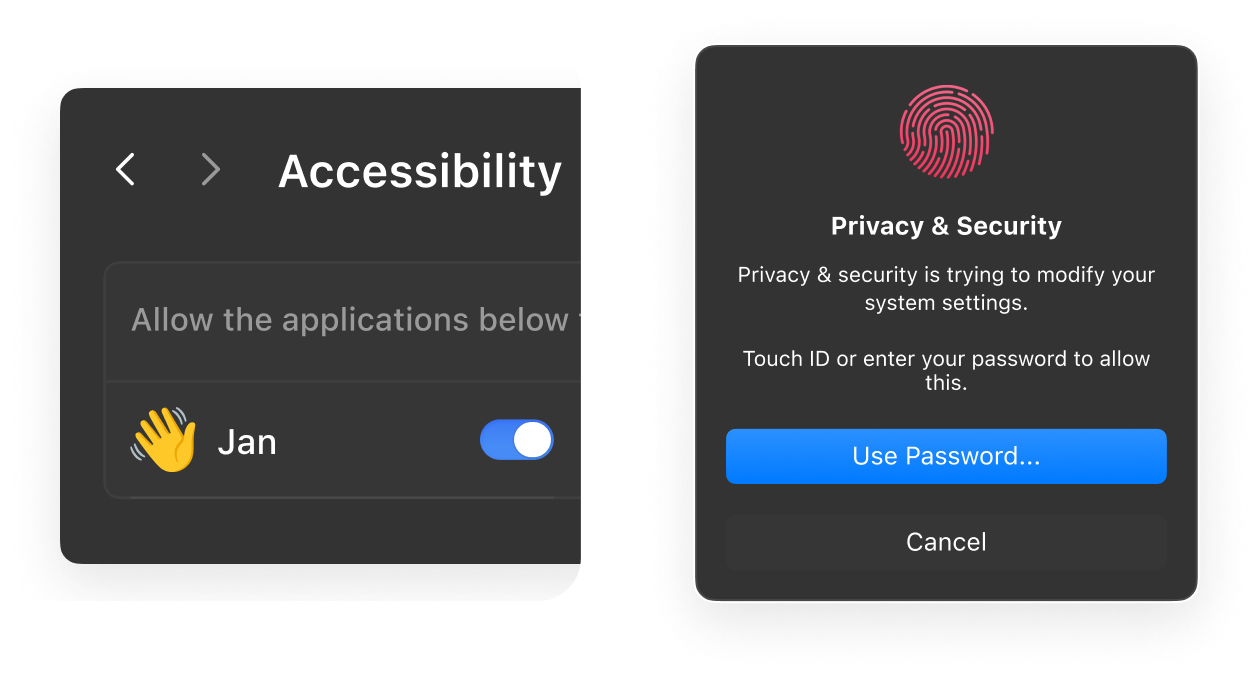 Accessibility
Allow the applications below
Jan
Privacy & Security
Privacy & security is trying to modify your
system settings.
Touch ID or enter your password to allow
this.
Use Password...
Cancel